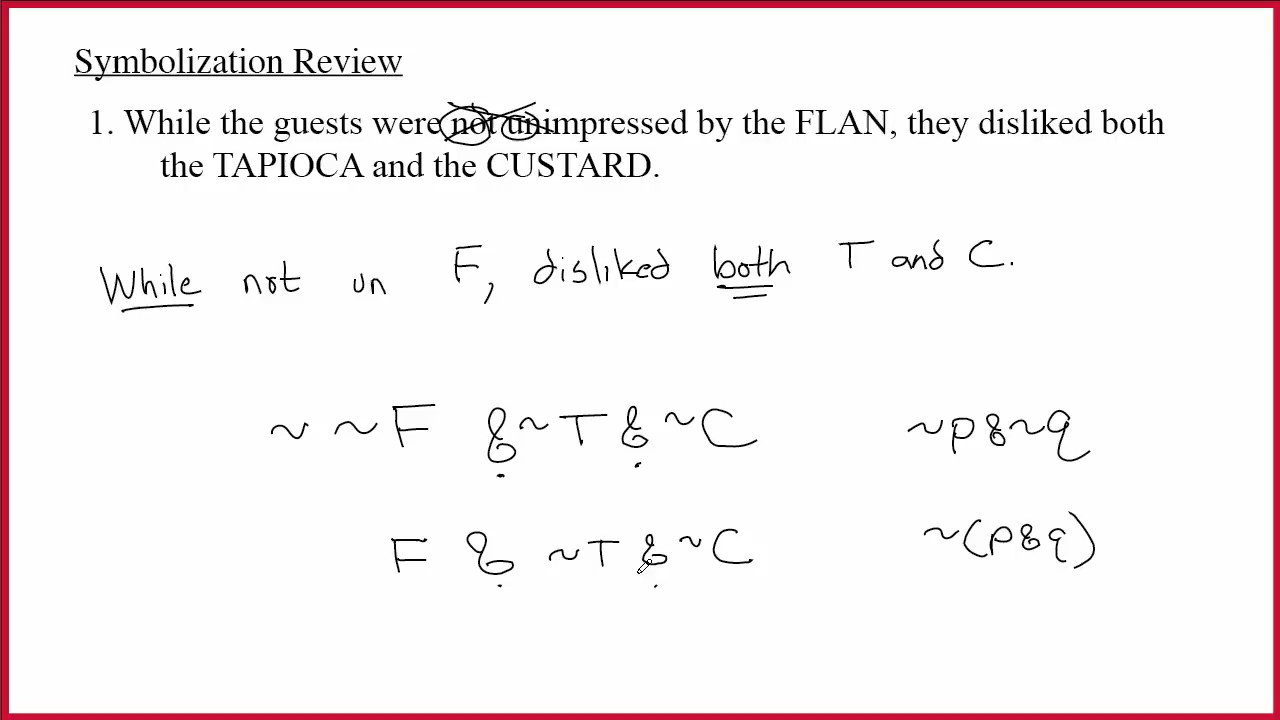 Symbolization Review
1. While the guests were not unimpressed by the FLAN, they disliked both
the TAPIOCA and the CUSTARD.
While not un F, disliked both T and C.
~ ~ F & ~ T & ~ C ~p & ~q
F & ~ T & ~ C ~(p & q)